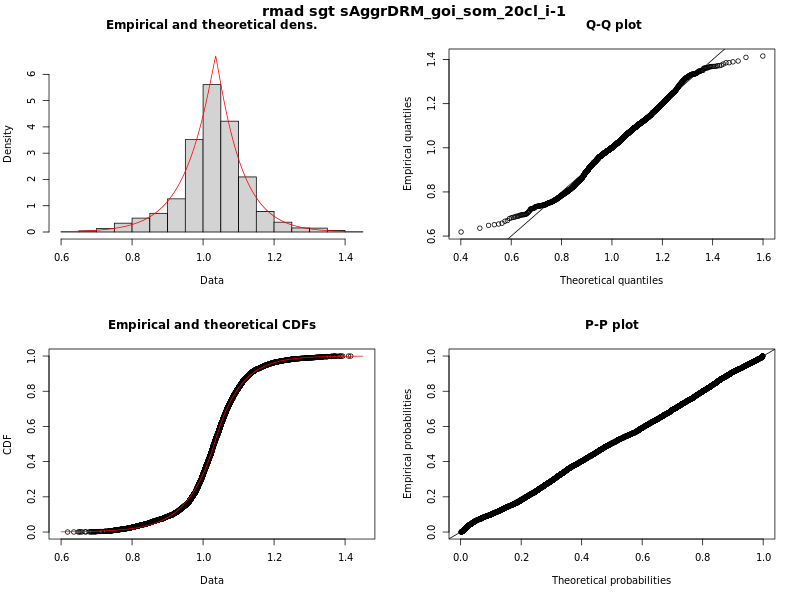 rmad sgt sAggrDRM_goi_som_20cl_i-1
Empirical and theoretical dens.
Density
0 1 2 3 4 5 6
0.6 0.8 1.0 1.2 1.4
Data
Q-Q plot
Empirical quantiles
0.6 0.8 1.0 1.2 1.4
0.4 0.6 0.8 1.0 1.2 1.4 1.6
Theoretical quantiles
Empirical and theoretical CDFs
CDF
0.0 0.2 0.4 0.6 0.8 1.0
0.6 0.8 1.0 1.2 1.4
Data
P-P plot
Empirical probabilities
0.0 0.2 0.4 0.6 0.8 1.0
0.0 0.2 0.4 0.6 0.8 1.0
Theoretical probabilities